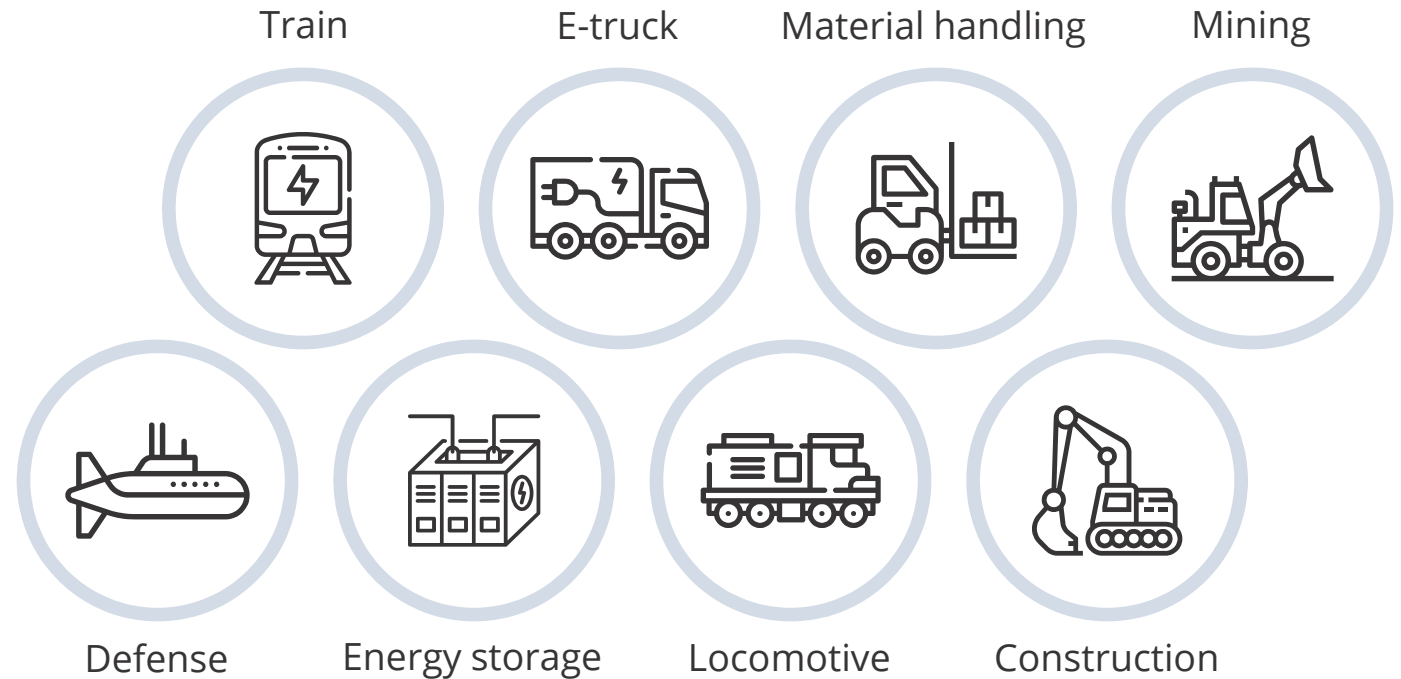 Train
E-truck
Material handling
Mining
Defense
Energy storage
Locomotive
Construction